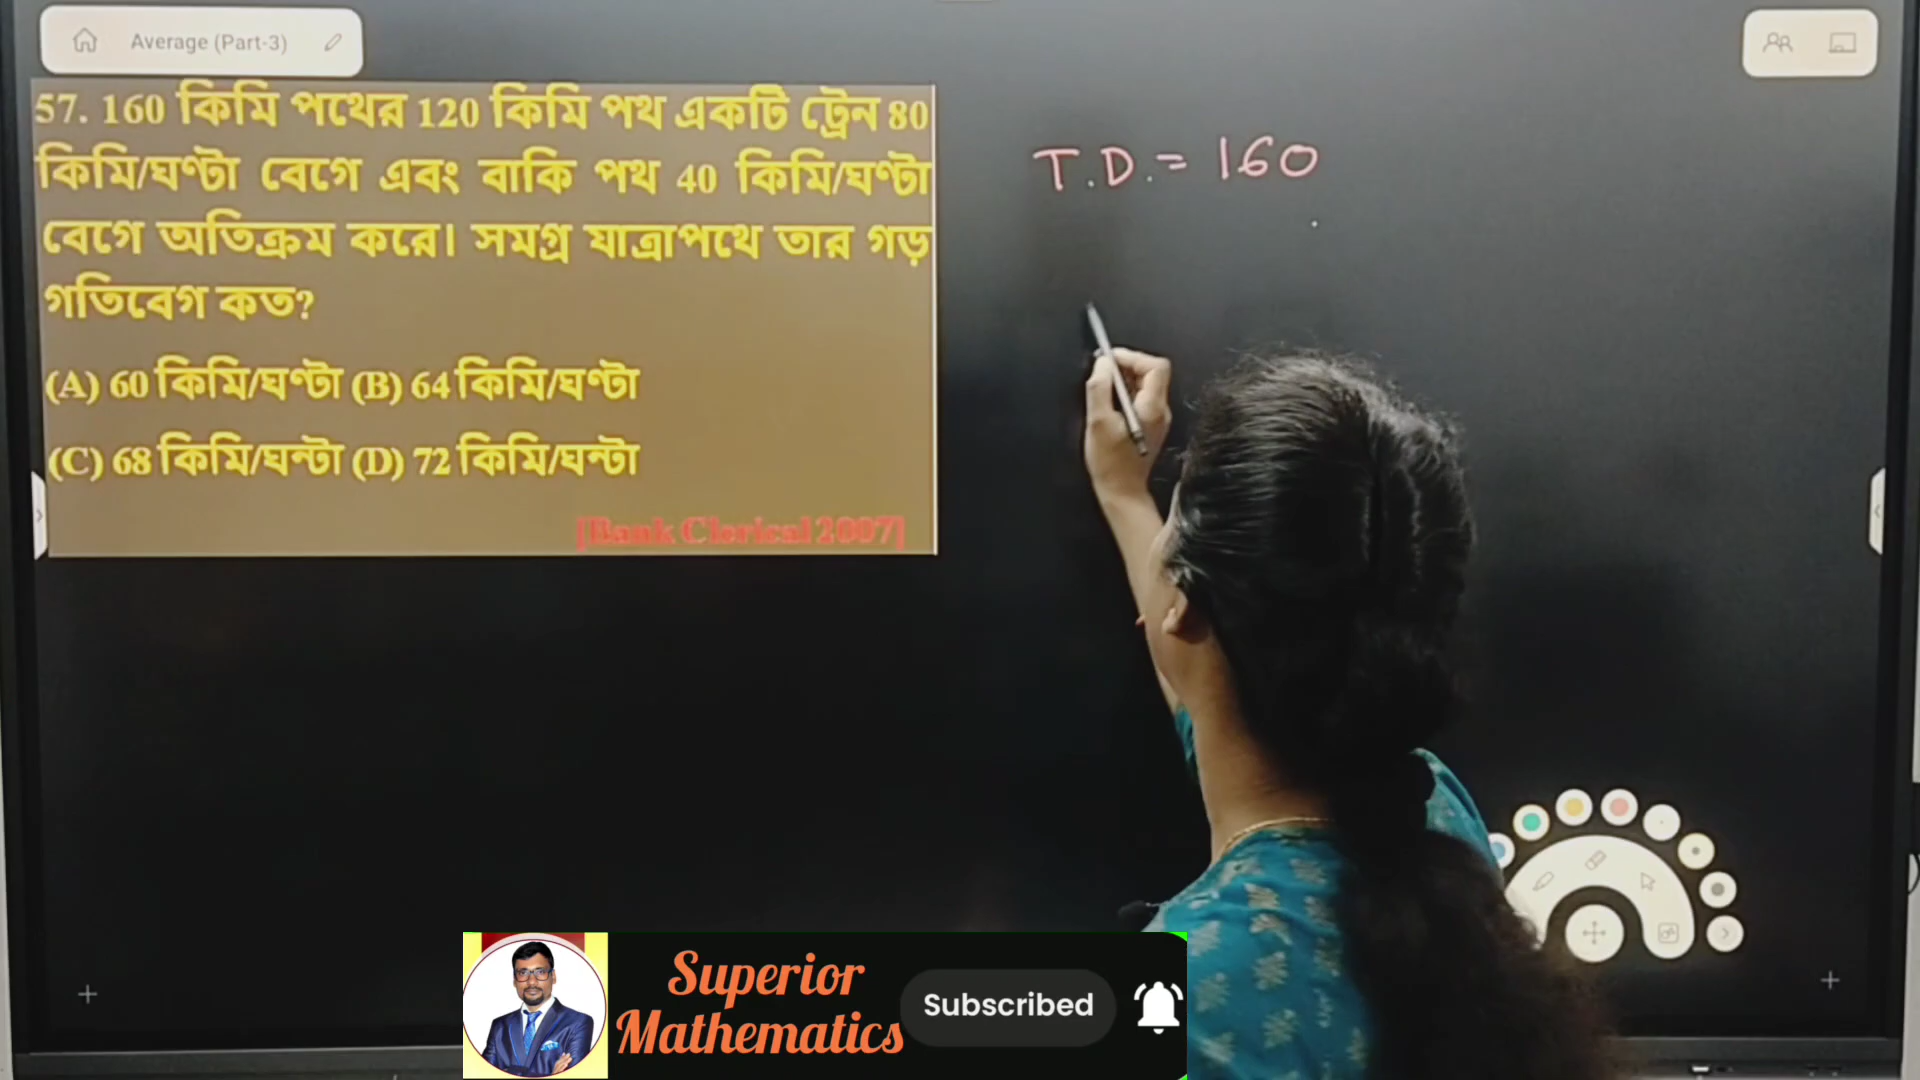 Average (Part-3)
57. 160 কিমি পথের 120 কিমি পথ একটি ট্রেন 80
কিমি/ঘণ্টা বেগে এবং বাকি পথ 40 কিমি/ঘণ্টা
বেগে অতিক্রম করে। সমগ্র যাত্রাপথে তার গড়
গতিবেগ কত?
(A) 60 কিমি/ঘণ্টা (B) 64 কিমি/ঘণ্টা
(C) 68 কিমি/ঘন্টা (D) 72 কিমি/ঘন্টা
[Bank Clerical 2007]
T.D. = 160
Superior
Mathematics
Subscribed